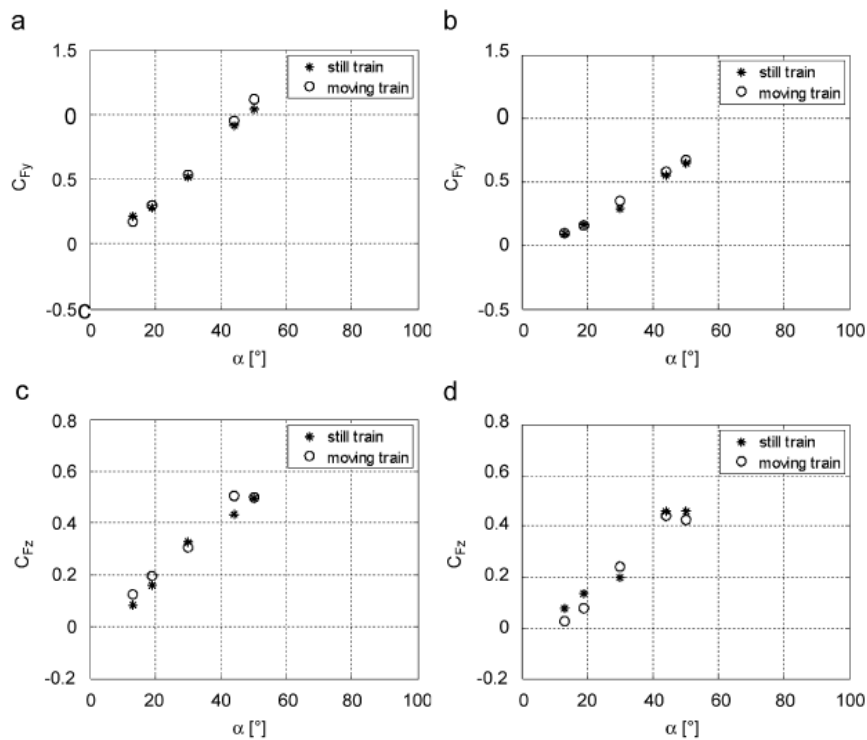 a
1.5
0
0.5
0
-0.5
C
C_Fy
0 20 40 60 80 100
α [°]
* still train
○ moving train
b
1.5
0
0.5
0
-0.5
C_Fy
0 20 40 60 80 100
α [°]
* still train
○ moving train
c
0.8
0.6
0.4
0.2
0
-0.2
C_Fz
0 20 40 60 80 100
α [°]
* still train
○ moving train
d
0.8
0.6
0.4
0.2
0
-0.2
C_Fz
0 20 40 60 80 100
α [°]
* still train
○ moving train